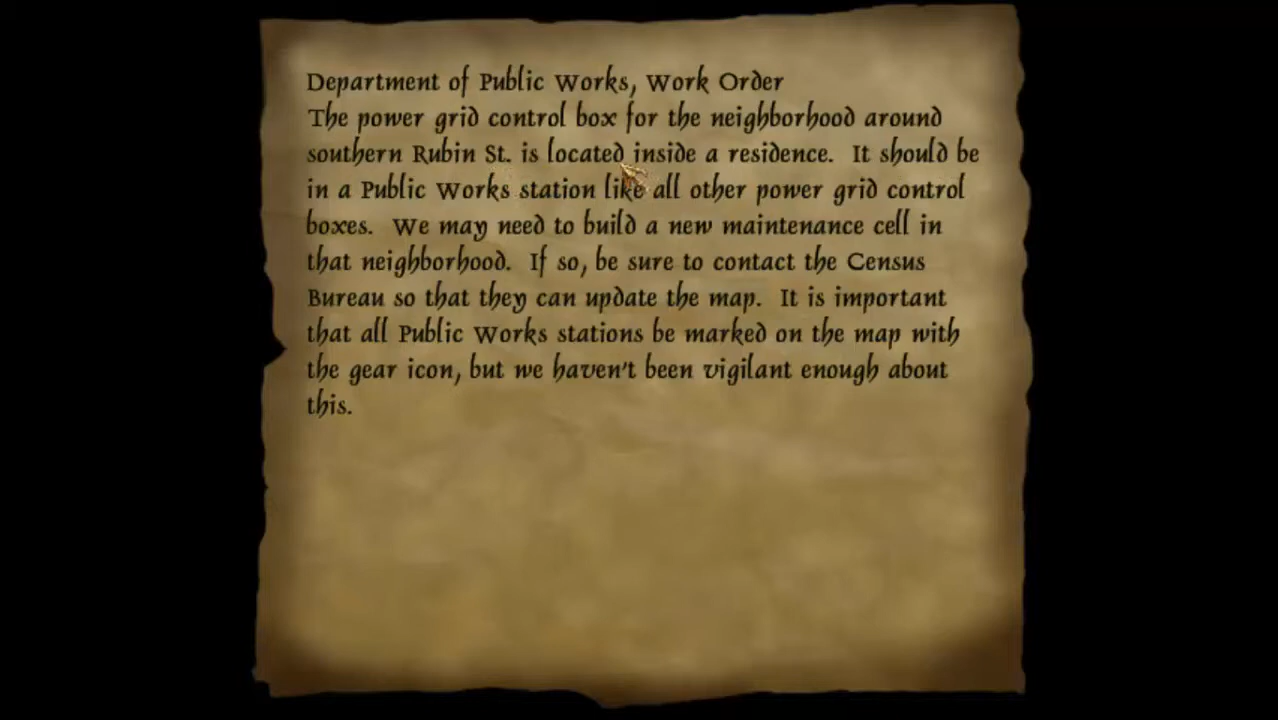 Department of Public Works, Work Order
The power grid control box for the neighborhood around
southern Rubin St. is located inside a residence.  It should be
in a Public Works station like all other power grid control
boxes.  We may need to build a new maintenance cell in
that neighborhood.  If so, be sure to contact the Census
Bureau so that they can update the map.  It is important
that all Public Works stations be marked on the map with
the gear icon, but we haven't been vigilant enough about
this.